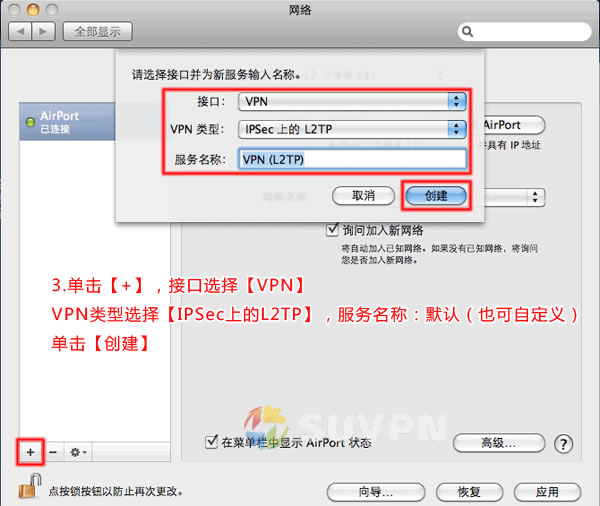 网络
全部显示
请选择接口并为新服务输入名称。
接口： VPN
VPN 类型： IPSec 上的 L2TP
服务名称： VPN (L2TP)
取消 创建
AirPort
已连接
AirPort
件具有 IP 地址
询问加入新网络
将自动加入已知网络。如果没有已知网络，将询问
您是否加入新网络。
3.单击【+】，接口选择【VPN】
VPN类型选择【IPSec上的L2TP】，服务名称：默认（也可自定义）
单击【创建】
SUVPN
在菜单栏中显示 AirPort 状态
高级... ?
+ −
点按锁按钮以防止再次更改。
向导... 恢复 应用